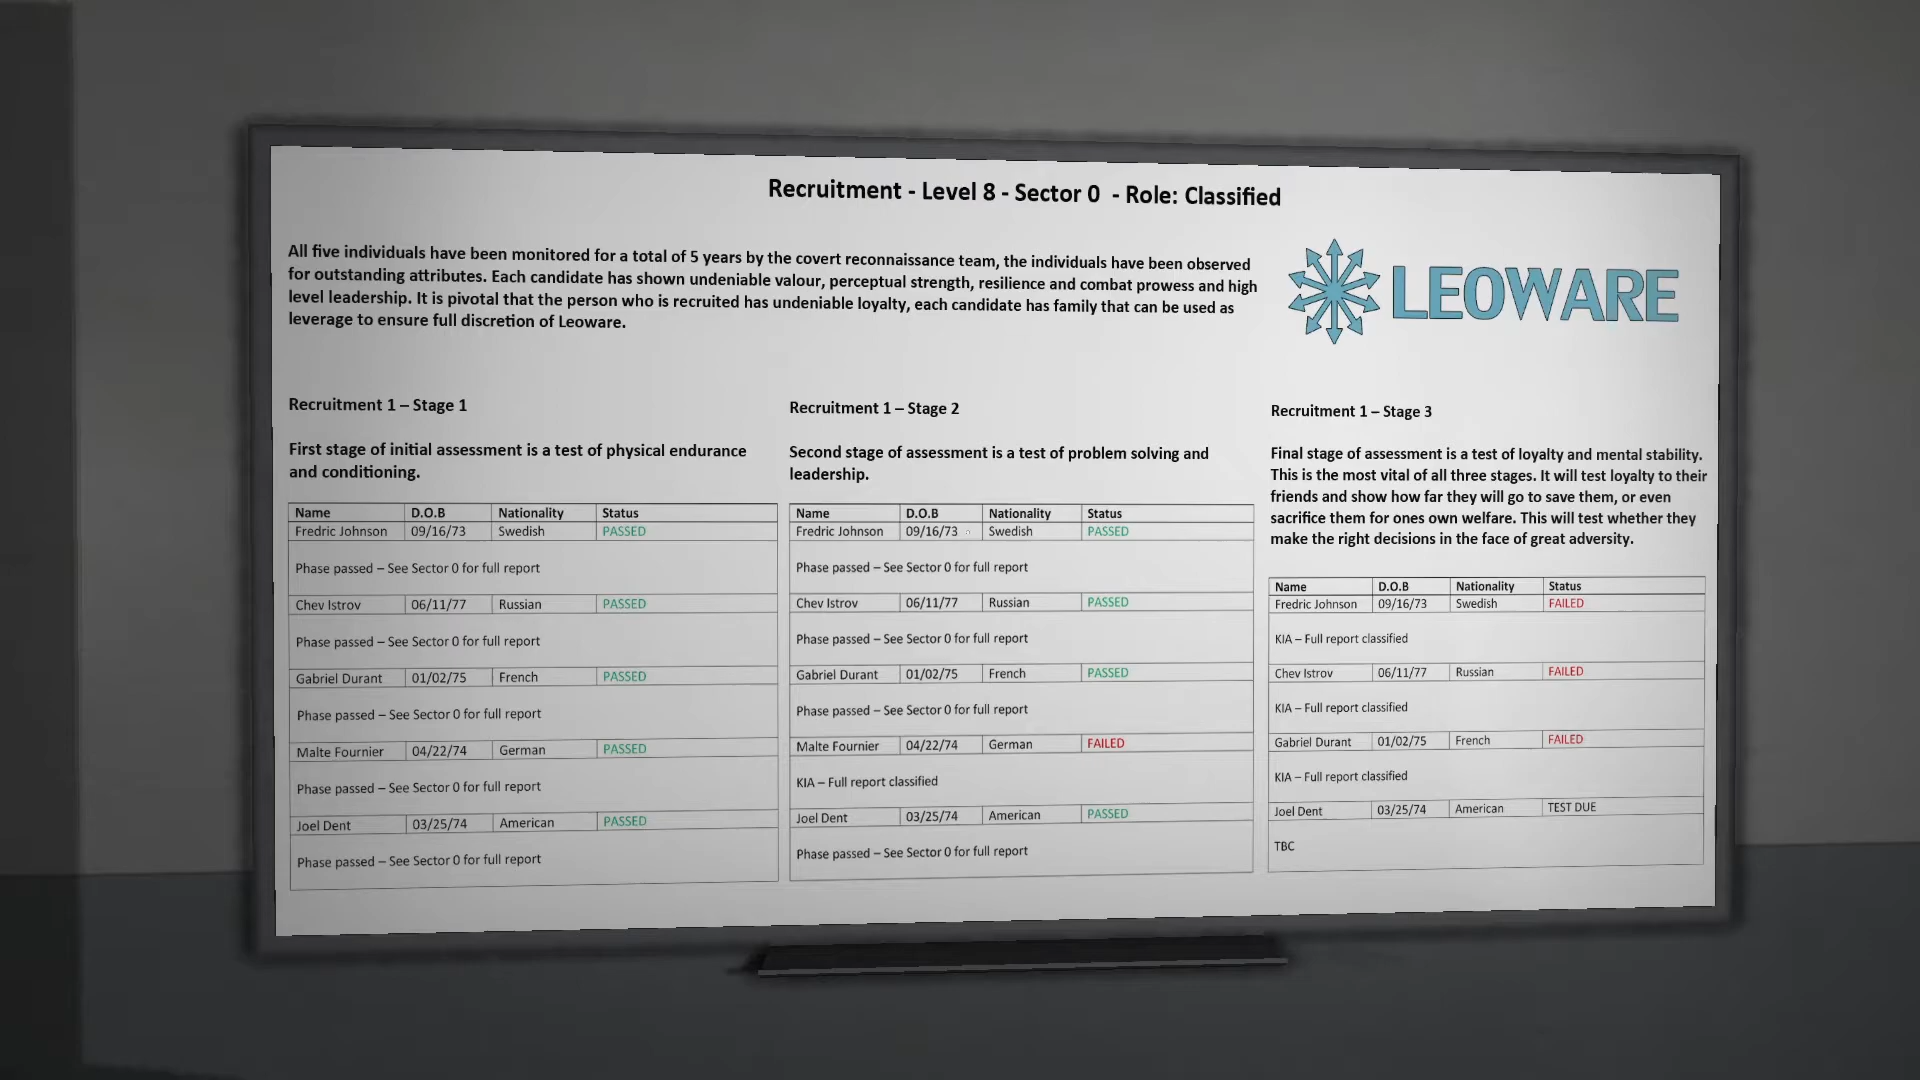 Recruitment - Level 8 - Sector 0 - Role: Classified
All five individuals have been monitored for a total of 5 years by the covert reconnaissance team, the individuals have been observed
for outstanding attributes. Each candidate has shown undeniable valour, perceptual strength, resilience and combat prowess and high
level leadership. It is pivotal that the person who is recruited has undeniable loyalty, each candidate has family that can be used as
leverage to ensure full discretion of Leoware.
LEOWARE
Recruitment 1 – Stage 1
First stage of initial assessment is a test of physical endurance
and conditioning.
Name D.O.B Nationality Status
Fredric Johnson 09/16/73 Swedish PASSED
Phase passed – See Sector 0 for full report
Chev Istrov 06/11/77 Russian PASSED
Phase passed – See Sector 0 for full report
Gabriel Durant 01/02/75 French PASSED
Phase passed – See Sector 0 for full report
Malte Fournier 04/22/74 German PASSED
Phase passed – See Sector 0 for full report
Joel Dent 03/25/74 American PASSED
Phase passed – See Sector 0 for full report
Recruitment 1 – Stage 2
Second stage of assessment is a test of problem solving and
leadership.
Name D.O.B Nationality Status
Fredric Johnson 09/16/73 Swedish PASSED
Phase passed – See Sector 0 for full report
Chev Istrov 06/11/77 Russian PASSED
Phase passed – See Sector 0 for full report
Gabriel Durant 01/02/75 French PASSED
Phase passed – See Sector 0 for full report
Malte Fournier 04/22/74 German FAILED
KIA – Full report classified
Joel Dent 03/25/74 American PASSED
Phase passed – See Sector 0 for full report
Recruitment 1 – Stage 3
Final stage of assessment is a test of loyalty and mental stability.
This is the most vital of all three stages. It will test loyalty to their
friends and show how far they will go to save them, or even
sacrifice them for ones own welfare. This will test whether they
make the right decisions in the face of great adversity.
Name D.O.B Nationality Status
Fredric Johnson 09/16/73 Swedish FAILED
KIA – Full report classified
Chev Istrov 06/11/77 Russian FAILED
KIA – Full report classified
Gabriel Durant 01/02/75 French FAILED
KIA – Full report classified
Joel Dent 03/25/74 American TEST DUE
TBC